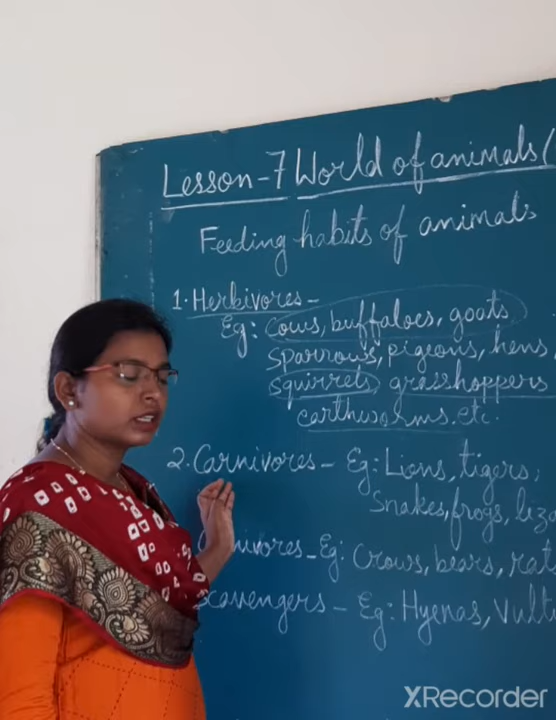 Lesson-7 World of animals (
Feeding habits of animals
1. Herbivores -
Eg: Cows, buffaloes, goats
Sparrows, pigeons, hens
squirrels, grasshoppers
earthworms. etc.
2. Carnivores - Eg: Lions, tigers,
Snakes, frogs,
Eg: Crows, bears,
Scavengers - Eg: Hyenas,
XRecorder